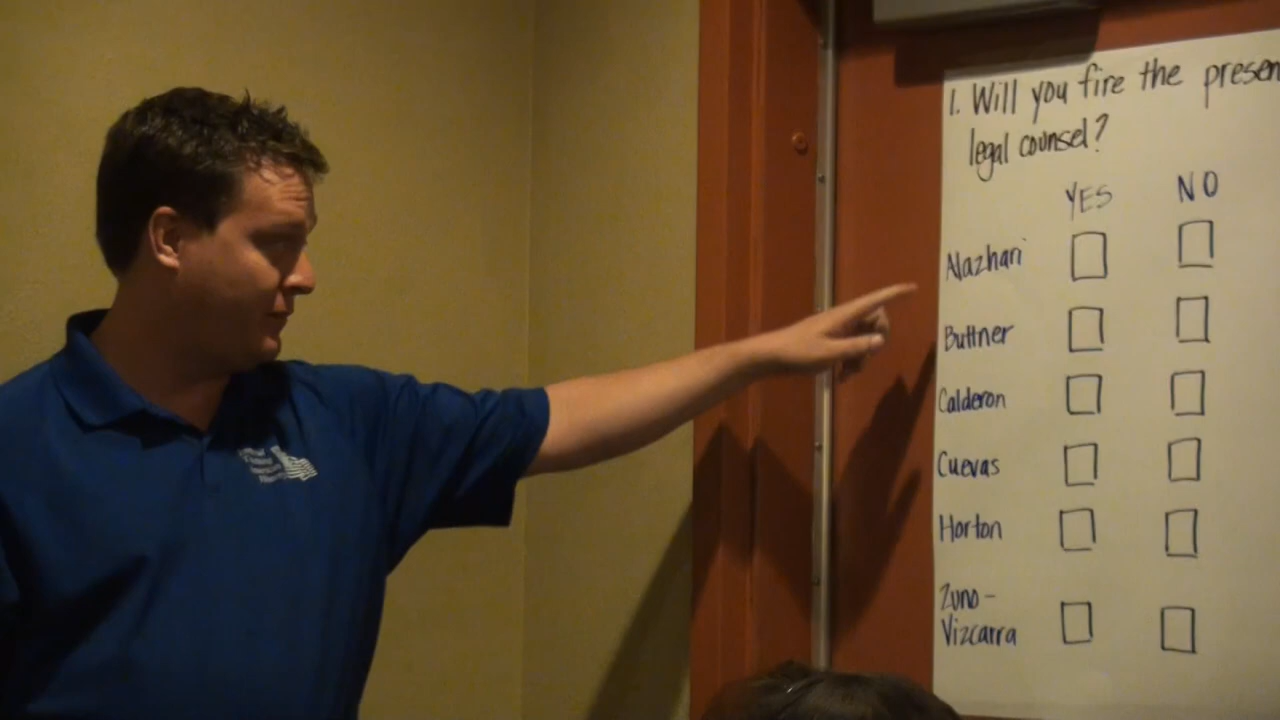 1. Will you fire the presen
legal counsel?
YES NO
Alazhari
Buttner
Calderon
Cuevas
Horton
Zuno-
Vizcarra